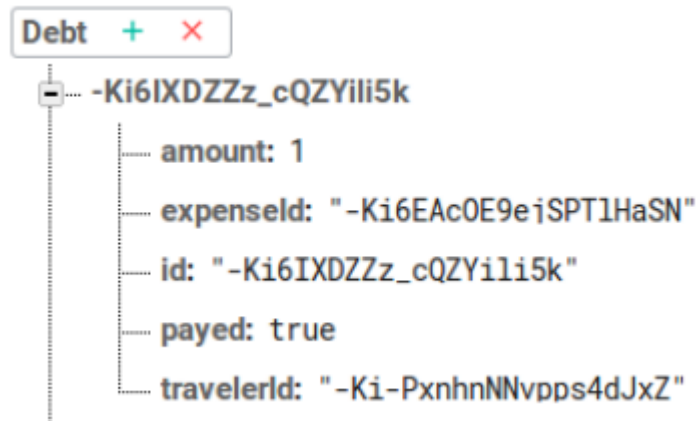 Debt + ×
-Ki6IXDZZz_cQZYili5k
amount: 1
expenseId: "-Ki6EAcOE9ejSPTlHaSN"
id: "-Ki6IXDZZz_cQZYili5k"
payed: true
travelerId: "-Ki-PxnhnNNvpps4dJxZ"